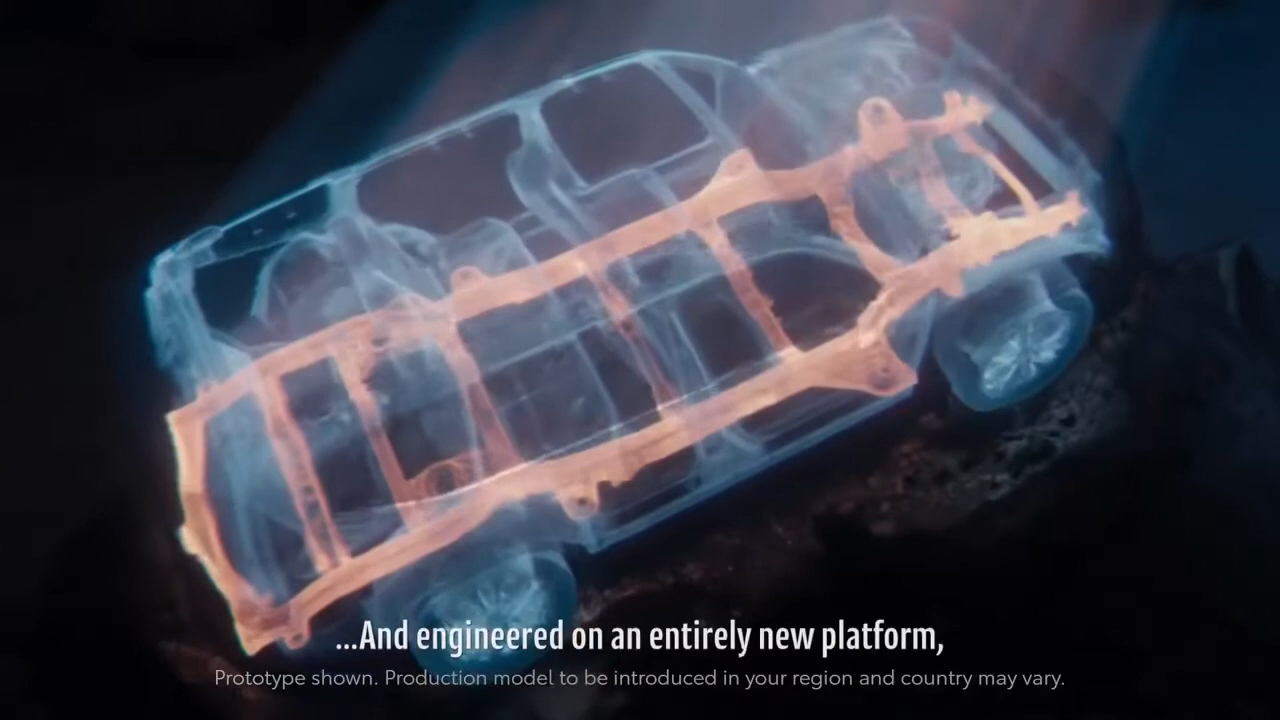 ...And engineered on an entirely new platform,
Prototype shown. Production model to be introduced in your region and country may vary.